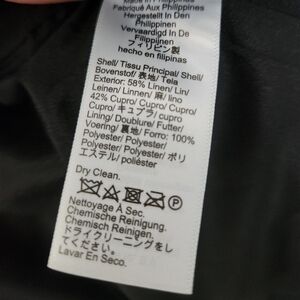 Fabriqué Aux Philippines
Hergestellt In Den
Philippinen
Vervaardigd In De
Filippijnen
フィリピン製
hecho en filipinas
Shell/ Tissu Principal/ Shell/
Bovenstof/ 表地/ Tela
Exterior: 58% Linen/ Lin/
Leinen/ Linnen/ 麻/ lino
42% Cupro/ Cupro/ Cupro/
Cupro/ キュプラ/ cupro
Lining/ Doublure/ Futter/
Voering/ 裏地/ Forro: 100%
Polyester/ Polyester/
Polyester/ Polyester/ ポリ
エステル/ poliéster
Dry Clean.
P
Nettoyage À Sec.
Chemische Reinigung.
Chemisch Reinigen.
ドライクリーニングをし
てください。
Lavar En Seco.